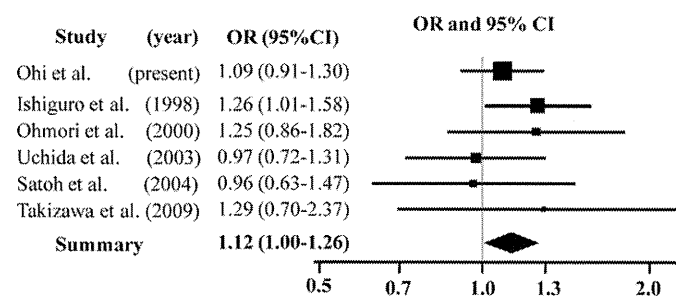 OR and 95% CI
Study (year) OR (95%CI)
Ohi et al. (present) 1.09 (0.91-1.30)
Ishiguro et al. (1998) 1.26 (1.01-1.58)
Ohmori et al. (2000) 1.25 (0.86-1.82)
Uchida et al. (2003) 0.97 (0.72-1.31)
Satoh et al. (2004) 0.96 (0.63-1.47)
Takizawa et al. (2009) 1.29 (0.70-2.37)
Summary 1.12 (1.00-1.26)
0.5 0.7 1.0 1.3 2.0